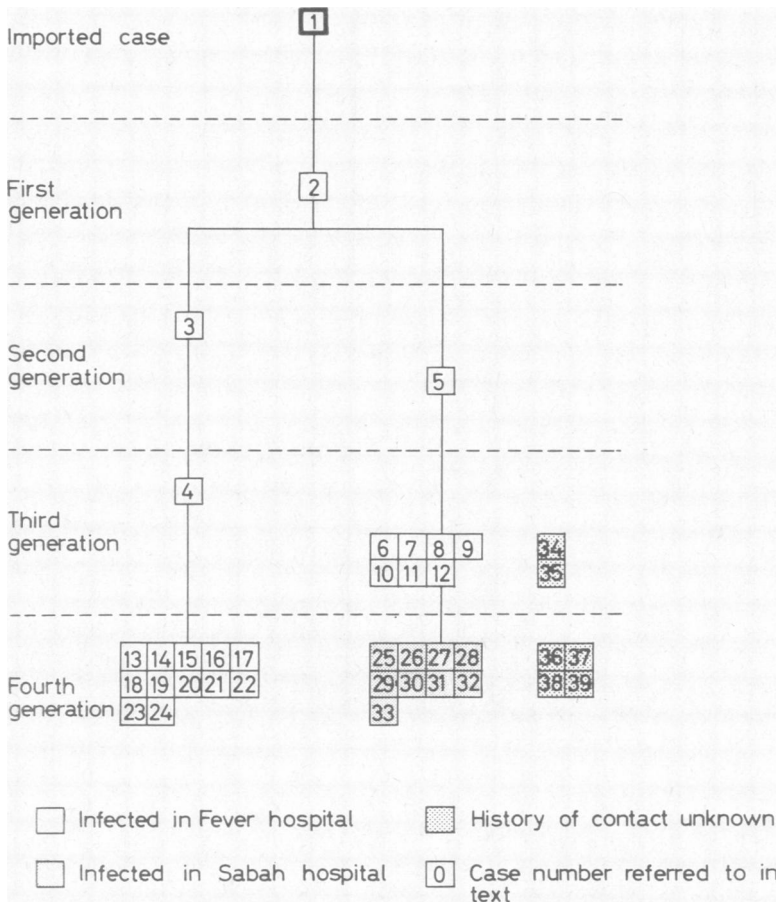 Imported case
1
First
generation
2
Second
generation
3
5
Third
generation
4
6 7 8 9
10 11 12
34
35
Fourth
generation
13 14 15 16 17
18 19 20 21 22
23 24
25 26 27 28
29 30 31 32
33
36 37
38 39
Infected in Fever hospital
History of contact unknown
Infected in Sabah hospital
0 Case number referred to in
text